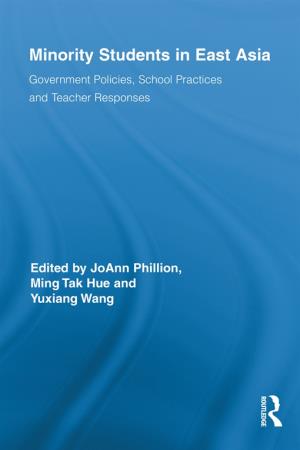 Minority Students in East Asia
Government Policies, School Practices
and Teacher Responses
Edited by JoAnn Phillion,
Ming Tak Hue and
Yuxiang Wang
ROUTLEDGE